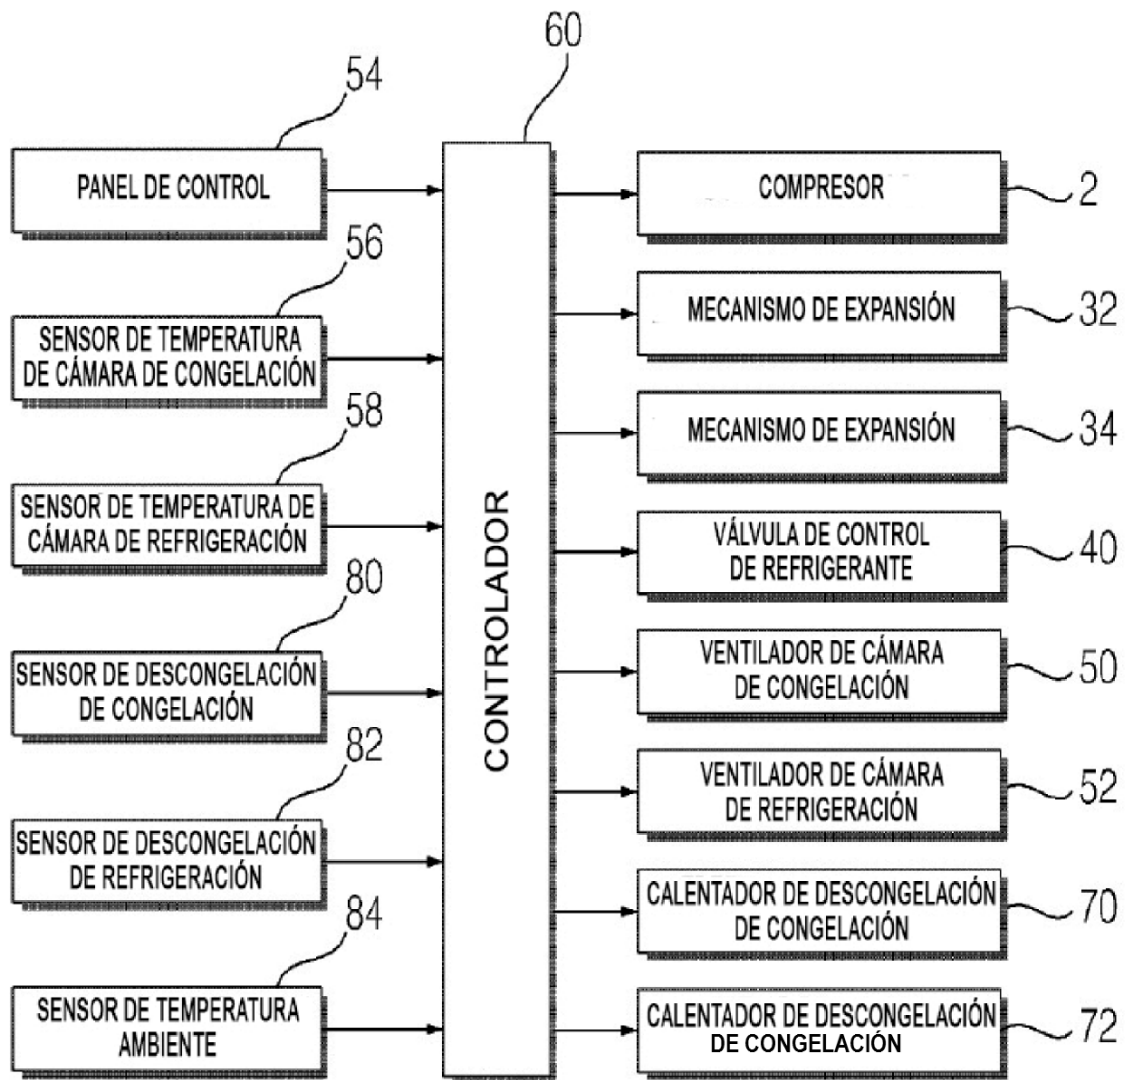 60
54
PANEL DE CONTROL
56
SENSOR DE TEMPERATURA
DE CÁMARA DE CONGELACIÓN
58
SENSOR DE TEMPERATURA DE
CÁMARA DE REFRIGERACIÓN
80
SENSOR DE DESCONGELACIÓN
DE CONGELACIÓN
82
SENSOR DE DESCONGELACIÓN
DE REFRIGERACIÓN
84
SENSOR DE TEMPERATURA
AMBIENTE
CONTROLADOR
COMPRESOR
2
MECANISMO DE EXPANSIÓN
32
MECANISMO DE EXPANSIÓN
34
VÁLVULA DE CONTROL
DE REFRIGERANTE
40
VENTILADOR DE CÁMARA
DE CONGELACIÓN
50
VENTILADOR DE CÁMARA
DE REFRIGERACIÓN
52
CALENTADOR DE DESCONGELACIÓN
DE CONGELACIÓN
70
CALENTADOR DE DESCONGELACIÓN
DE CONGELACIÓN
72